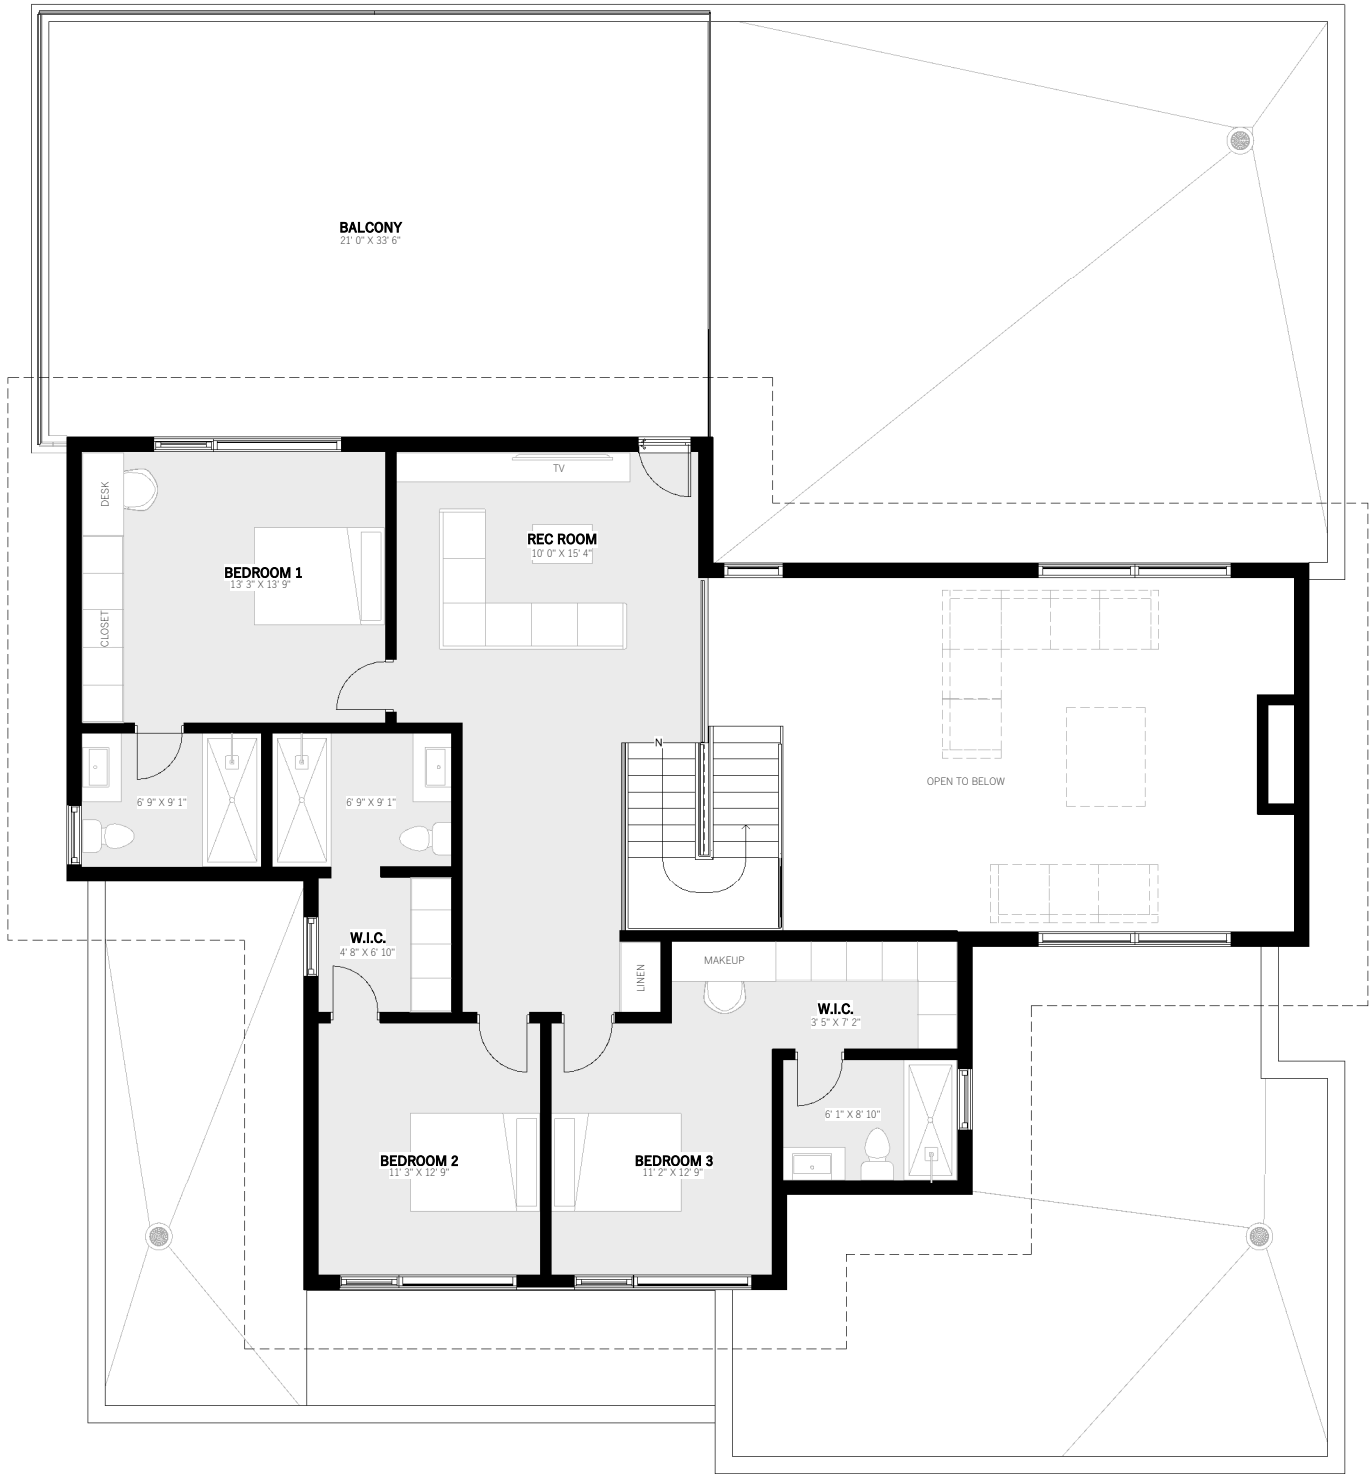 BALCONY
21' 0" X 33' 6"
TV
DESK
REC ROOM
10' 0" X 15' 4"
BEDROOM 1
13' 3" X 13' 9"
CLOSET
N
OPEN TO BELOW
6' 9" X 9' 1"
6' 9" X 9' 1"
W.I.C.
4' 8" X 6' 10"
MAKEUP
LINEN
W.I.C.
3' 5" X 7' 2"
6' 1" X 8' 10"
BEDROOM 2
11' 3" X 12' 9"
BEDROOM 3
11' 2" X 12' 9"